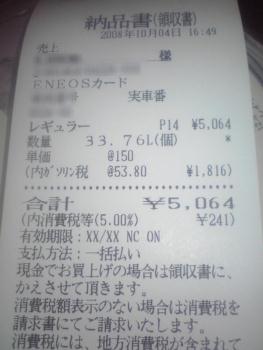 納品書(領収書)
2008年10月04日 16:49
売上
様
ENEOSカード
実車番
レギュラー P14 ¥5,064
数量 33.76L(個) *
単価 @150
(内ガソリン税 @53.80 ¥1,816)
合計 ¥5,064
(内消費税等(5.00%) ¥241)
有効期限:XX/XX NC ON
支払方法:一括払い
現金でお買上げの場合は領収書に、
かえさせて頂きます。
消費税額表示のない場合は消費税を
請求書にてご請求いたします。
消費税には、地方消費税が含まれて